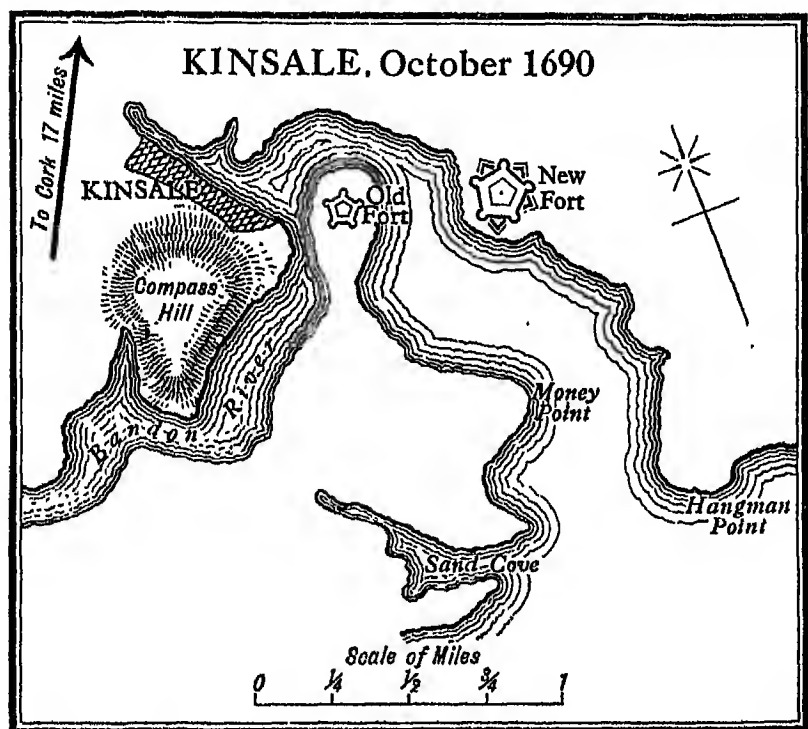 KINSALE, October 1690
To Cork 17 miles
KINSALE
Old
Fort
New
Fort
Compass
Hill
Bandon River
Money
Point
Hangman
Point
Sand-Cove
Scale of Miles
0 1/4 1/2 3/4 1